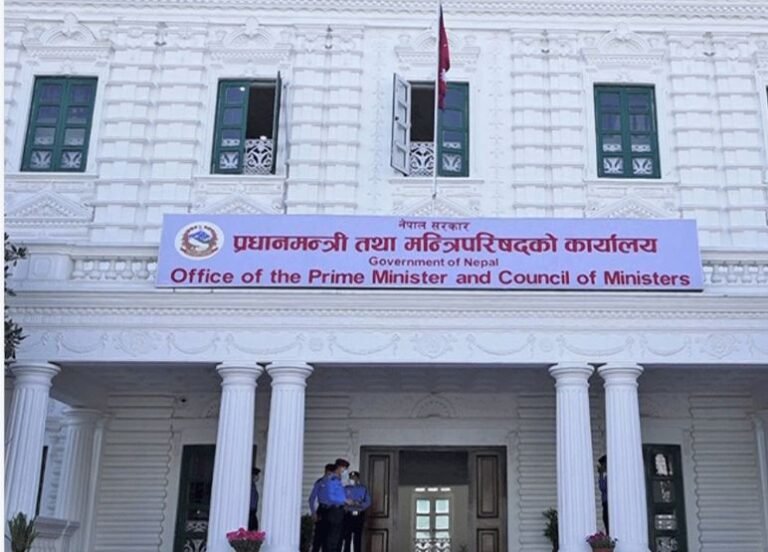 नेपाल सरकार
प्रधानमन्त्री तथा मन्त्रिपरिषद्को कार्यालय
Government of Nepal
Office of the Prime Minister and Council of Ministers